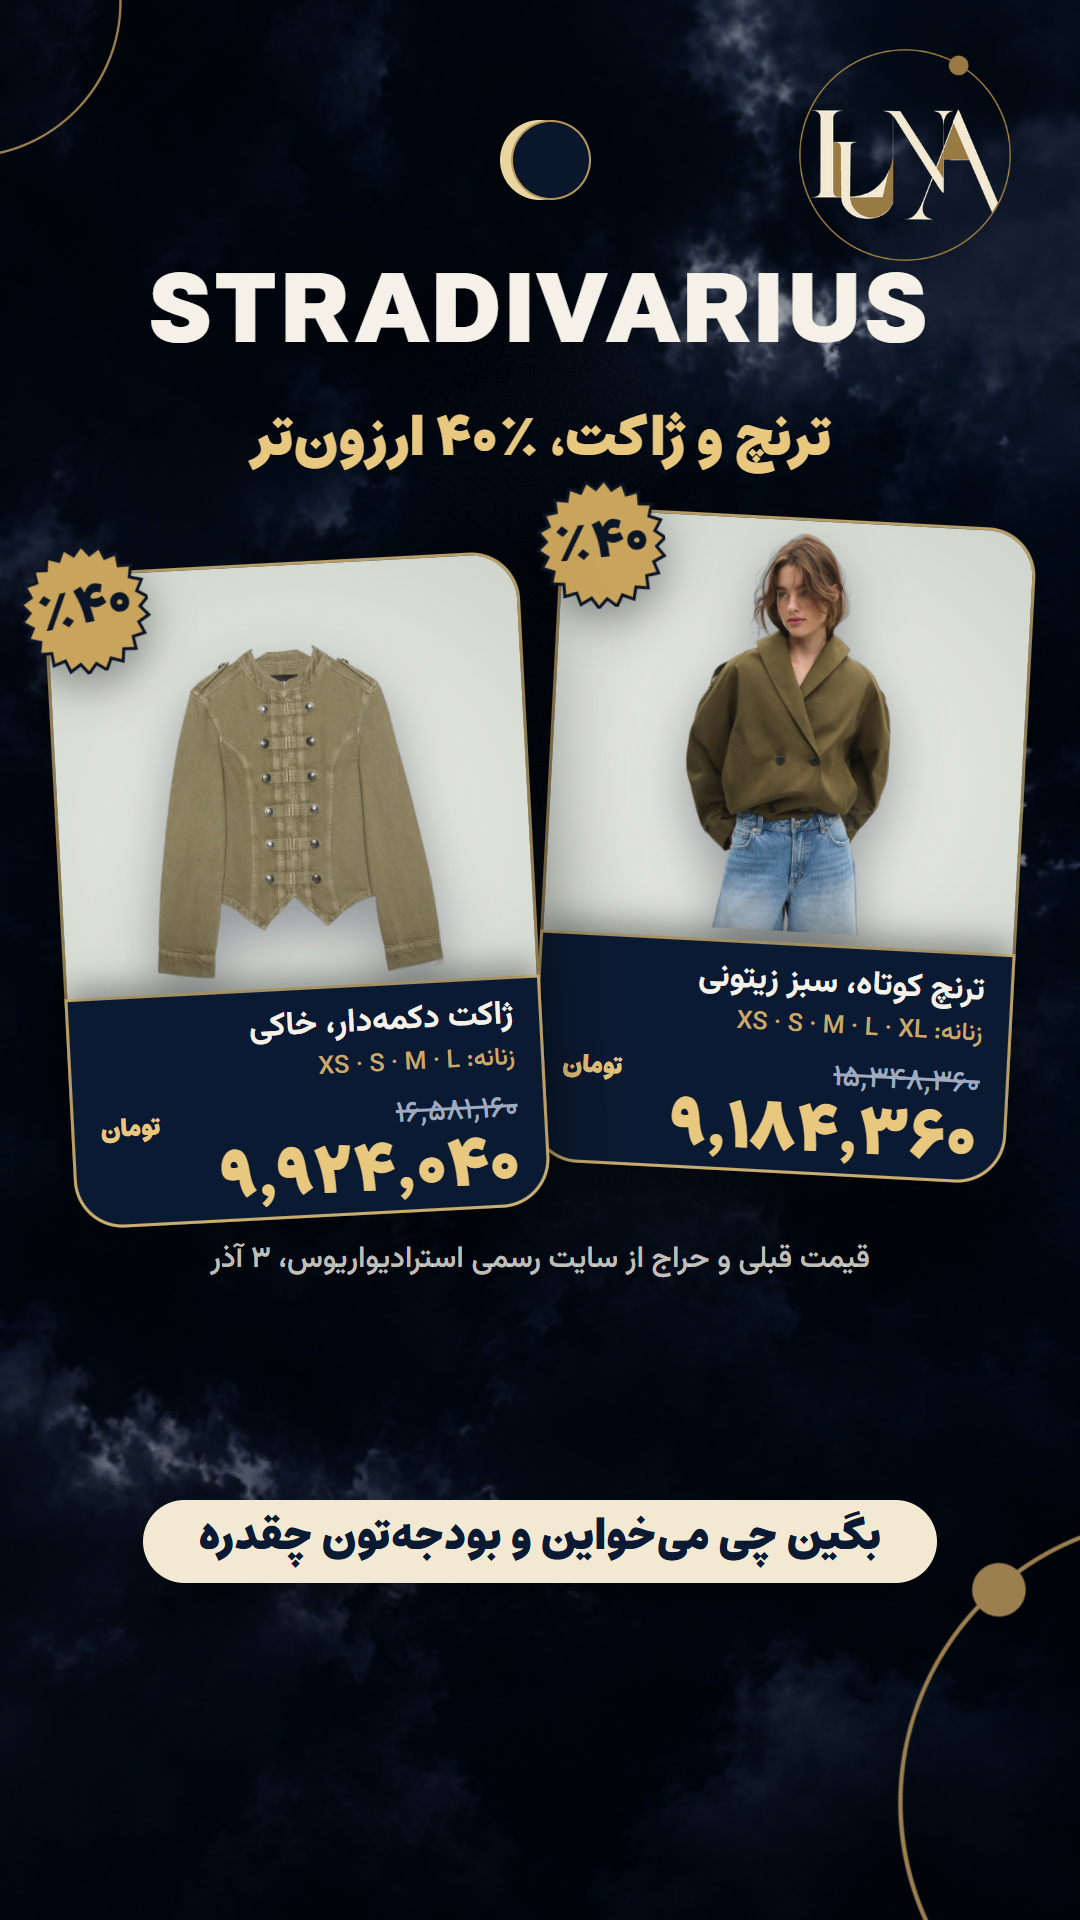 LUNA
STRADIVARIUS
ترنچ و ژاکت، ۴۰٪ ارزون‌تر
۴۰٪
ترنچ کوتاه، سبز زیتونی
زنانه: XS · S · M · L · XL
۱۵,۳۴۸,۳۶۰
۹,۱۸۴,۳۶۰
تومان
۴۰٪
ژاکت دکمه‌دار، خاکی
زنانه: XS · S · M · L
۱۶,۵۸۱,۱۶۰
۹,۹۲۴,۰۴۰
تومان
قیمت قبلی و حراج از سایت رسمی استرادیواریوس، ۳ آذر
بگین چی می‌خواین و بودجه‌تون چقدره